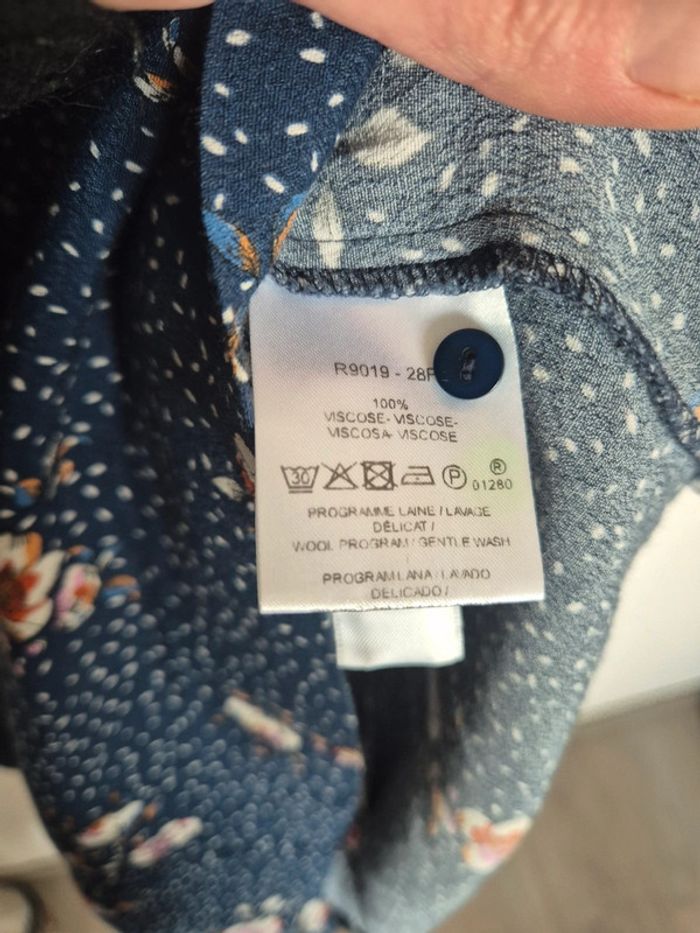 R9019 - 28F
100%
VISCOSE- VISCOSE-
VISCOSA- VISCOSE
30 P ®
01280
PROGRAMME LAINE / LAVAGE
DÉLICAT /
WOOL PROGRAM / GENTLE WASH
PROGRAM LANA / LAVADO
DELICADO /